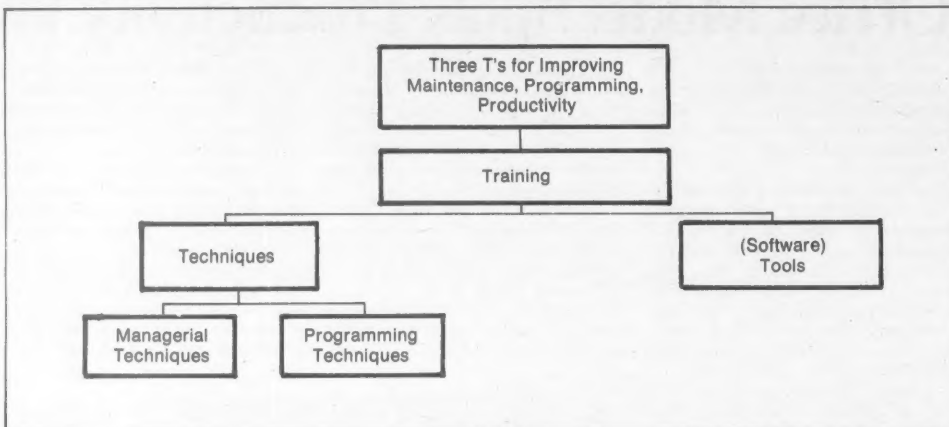 Three T's for Improving
Maintenance, Programming,
Productivity
Training
Techniques
(Software)
Tools
Managerial
Techniques
Programming
Techniques